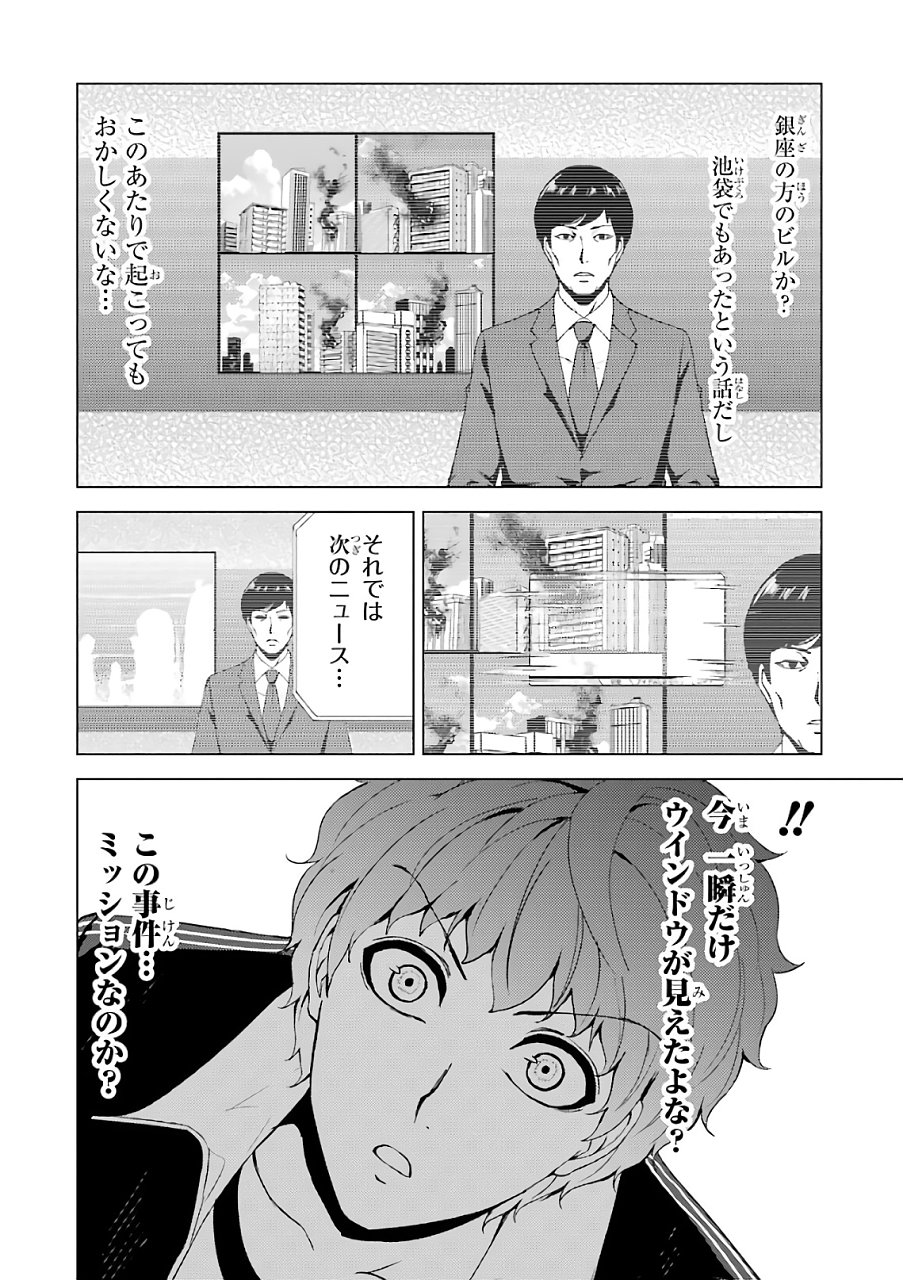 銀座の方のビルか?
池袋でもあったという話だし
このあたりで起こっても
おかしくないな…
それでは
次のニュース…
!!
今 一瞬だけ
ウインドウが見えたよな?
この事件…
ミッションなのか?